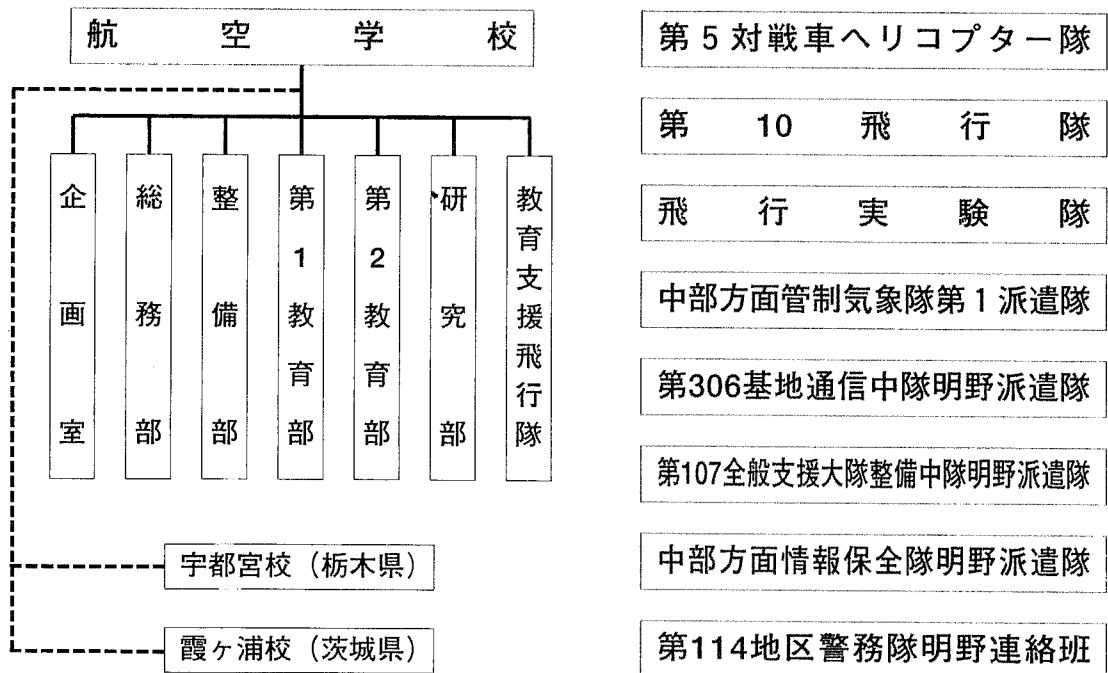 航空学校
企画室
総務部
整備部
第1教育部
第2教育部
研究部
教育支援飛行隊
宇都宮校（栃木県）
霞ヶ浦校（茨城県）
第5対戦車ヘリコプター隊
第10飛行隊
飛行実験隊
中部方面管制気象隊第1派遣隊
第306基地通信中隊明野派遣隊
第107全般支援大隊整備中隊明野派遣隊
中部方面情報保全隊明野派遣隊
第114地区警務隊明野連絡班